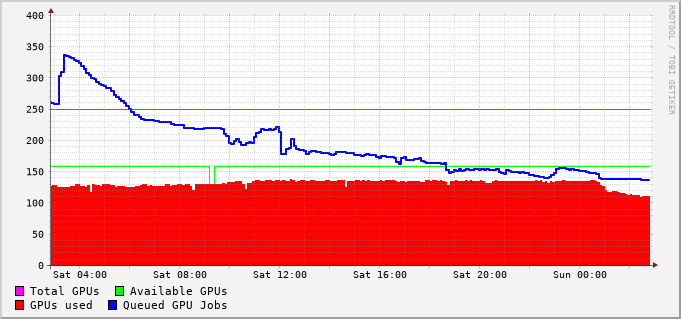 400
350
300
250
200
150
100
50
0
Sat 04:00 Sat 08:00 Sat 12:00 Sat 16:00 Sat 20:00 Sun 00:00
Total GPUs Available GPUs
GPUs used Queued GPU Jobs
RRDTOOL / TOBI OETIKER